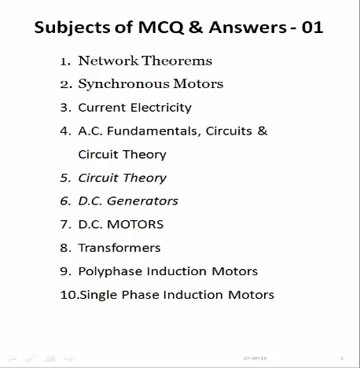 Subjects of MCQ & Answers - 01
1. Network Theorems
2. Synchronous Motors
3. Current Electricity
4. A.C. Fundamentals, Circuits &
Circuit Theory
5. Circuit Theory
6. D.C. Generators
7. D.C. MOTORS
8. Transformers
9. Polyphase Induction Motors
10.Single Phase Induction Motors